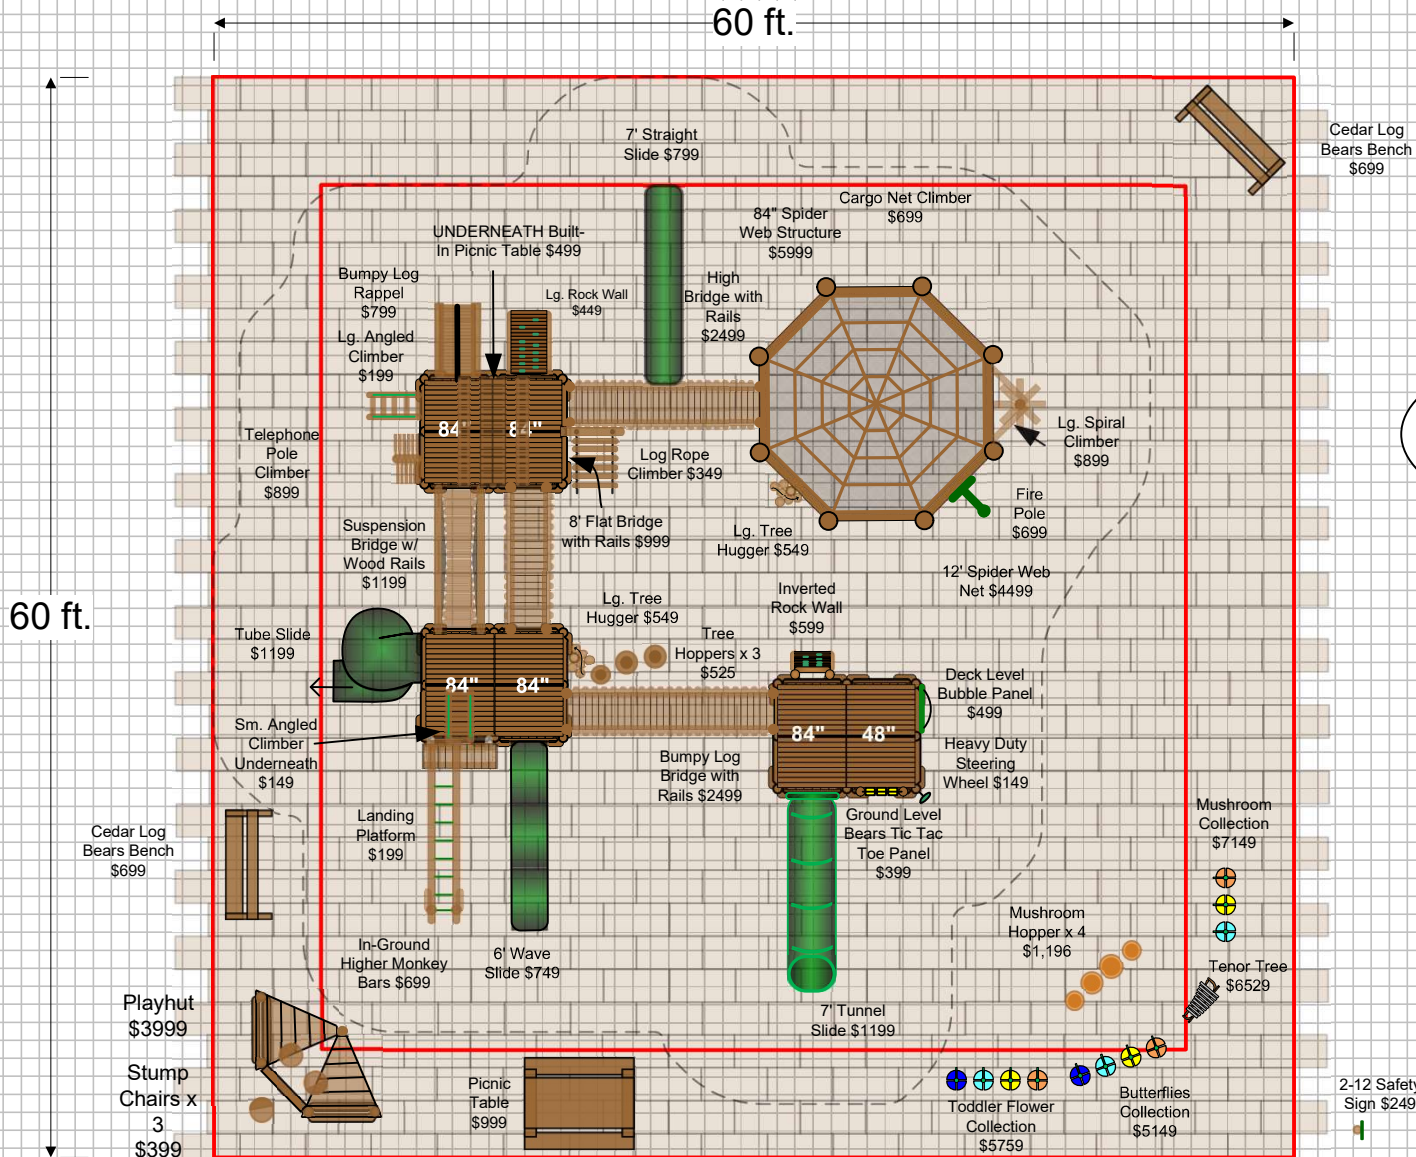 60 ft.
7' Straight
Slide $799
Cedar Log
Bears Bench
$699
Cargo Net Climber
$699
84" Spider
Web Structure
$5999
UNDERNEATH Built-
In Picnic Table $499
Bumpy Log
Rappel
$799
Lg. Rock Wall
$449
High
Bridge with
Rails
$2499
Lg. Angled
Climber
$199
84"
84"
Telephone
Pole
Climber
$899
Log Rope
Climber $349
Lg. Spiral
Climber
$899
Fire
Pole
$699
8' Flat Bridge
with Rails $999
Suspension
Bridge w/
Wood Rails
$1199
Lg. Tree
Hugger $549
12' Spider Web
Net $4499
60 ft.
Inverted
Rock Wall
$599
Lg. Tree
Hugger $549
Tube Slide
$1199
Tree
Hoppers x 3
$525
84"
84"
Deck Level
Bubble Panel
$499
Sm. Angled
Climber
Underneath
$149
84"
48"
Heavy Duty
Steering
Wheel $149
Bumpy Log
Bridge with
Rails $2499
Landing
Platform
$199
Ground Level
Bears Tic Tac
Toe Panel
$399
Mushroom
Collection
$7149
Cedar Log
Bears Bench
$699
Mushroom
Hopper x 4
$1,196
In-Ground
Higher Monkey
Bars $699
6' Wave
Slide $749
Tenor Tree
$6529
Playhut
$3999
7' Tunnel
Slide $1199
Stump
Chairs x
3
$399
Picnic
Table
$999
Toddler Flower
Collection
$5759
Butterflies
Collection
$5149
2-12 Safety
Sign $249